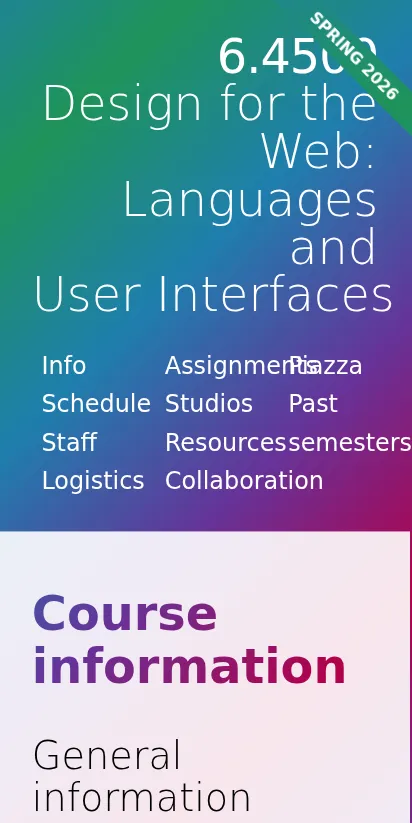 SPRING 2026
6.4500
Design for the
Web:
Languages
and
User Interfaces
Info
Schedule
Staff
Logistics
Assignments
Studios
Resources
Collaboration
Piazza
Past
semesters
Course
information
General
information